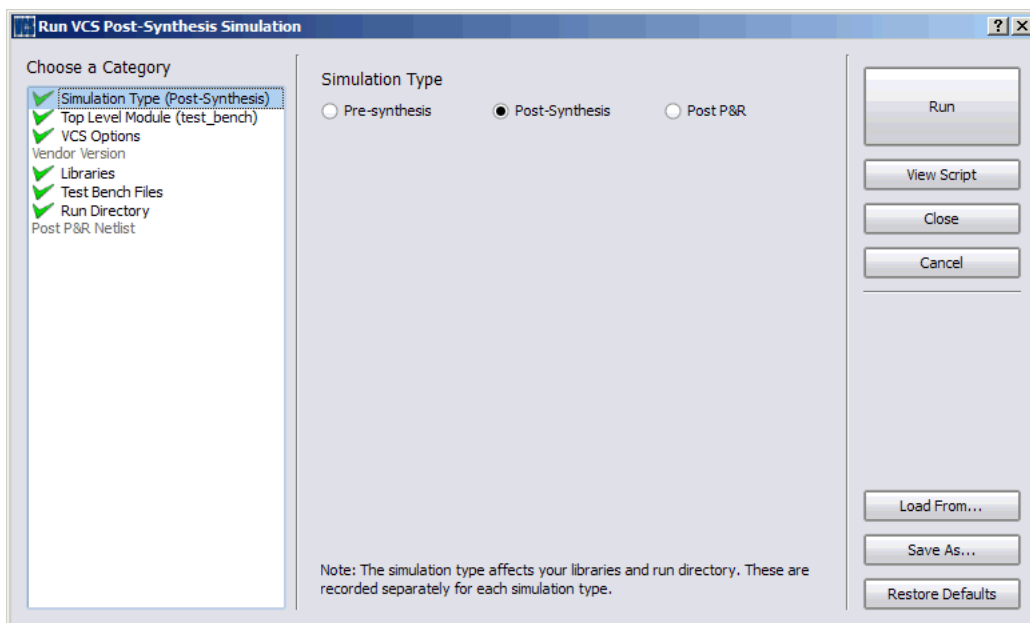 Run VCS Post-Synthesis Simulation
Choose a Category
Simulation Type (Post-Synthesis)
Top Level Module (test_bench)
VCS Options
Vendor Version
Libraries
Test Bench Files
Run Directory
Post P&R Netlist
Simulation Type
Pre-synthesis Post-Synthesis Post P&R
Note: The simulation type affects your libraries and run directory. These are
recorded separately for each simulation type.
Run
View Script
Close
Cancel
Load From...
Save As...
Restore Defaults